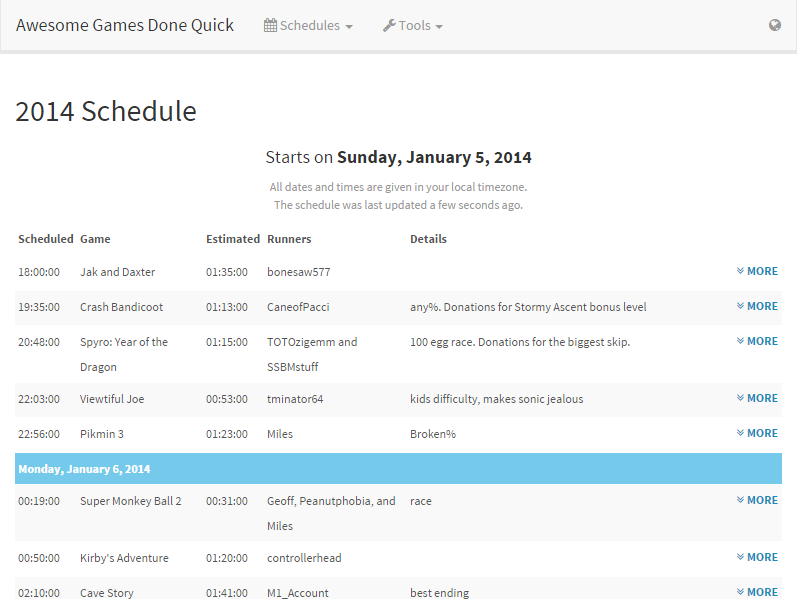 Awesome Games Done Quick Schedules Tools
2014 Schedule
Starts on Sunday, January 5, 2014
All dates and times are given in your local timezone.
The schedule was last updated a few seconds ago.
Scheduled Game Estimated Runners Details
18:00:00 Jak and Daxter 01:35:00 bonesaw577 MORE
19:35:00 Crash Bandicoot 01:13:00 CaneofPacci any%. Donations for Stormy Ascent bonus level MORE
20:48:00 Spyro: Year of the 01:15:00 TOTOzigemm and 100 egg race. Donations for the biggest skip. MORE
Dragon SSBMstuff
22:03:00 Viewtiful Joe 00:53:00 tminator64 kids difficulty, makes sonic jealous MORE
22:56:00 Pikmin 3 01:23:00 Miles Broken% MORE
Monday, January 6, 2014
00:19:00 Super Monkey Ball 2 00:31:00 Geoff, Peanutphobia, and race MORE
Miles
00:50:00 Kirby's Adventure 01:20:00 controllerhead MORE
02:10:00 Cave Story 01:41:00 M1_Account best ending MORE